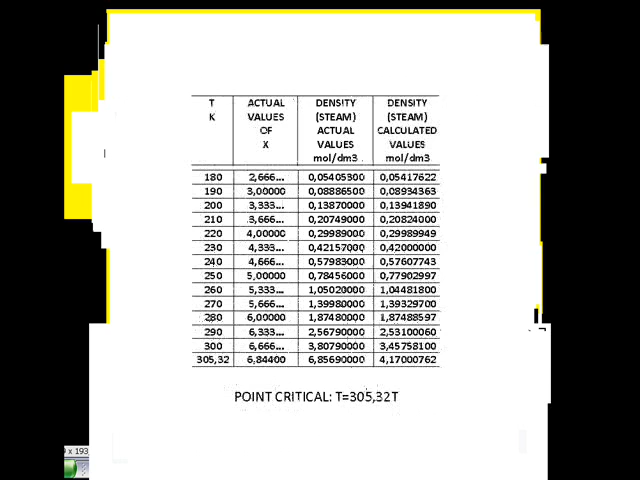 T K | ACTUAL VALUES OF X | DENSITY (STEAM) ACTUAL VALUES mol/dm3 | DENSITY (STEAM) CALCULATED VALUES mol/dm3
180 | 2,666... | 0,05405300 | 0,05417622
190 | 3,00000 | 0,08886500 | 0,08934363
200 | 3,333... | 0,13870000 | 0,13941890
210 | 3,666... | 0,20749000 | 0,20824000
220 | 4,00000 | 0,29989000 | 0,29989949
230 | 4,333... | 0,42157000 | 0,42000000
240 | 4,666... | 0,57983000 | 0,57607743
250 | 5,00000 | 0,78456000 | 0,77902997
260 | 5,333... | 1,05020000 | 1,04481800
270 | 5,666... | 1,39980000 | 1,39329700
280 | 6,00000 | 1,87480000 | 1,87488597
290 | 6,333... | 2,56790000 | 2,53100060
300 | 6,666... | 3,80790000 | 3,45758100
305,32 | 6,84400 | 6,85690000 | 4,17000762
POINT CRITICAL: T=305,32T
x 193